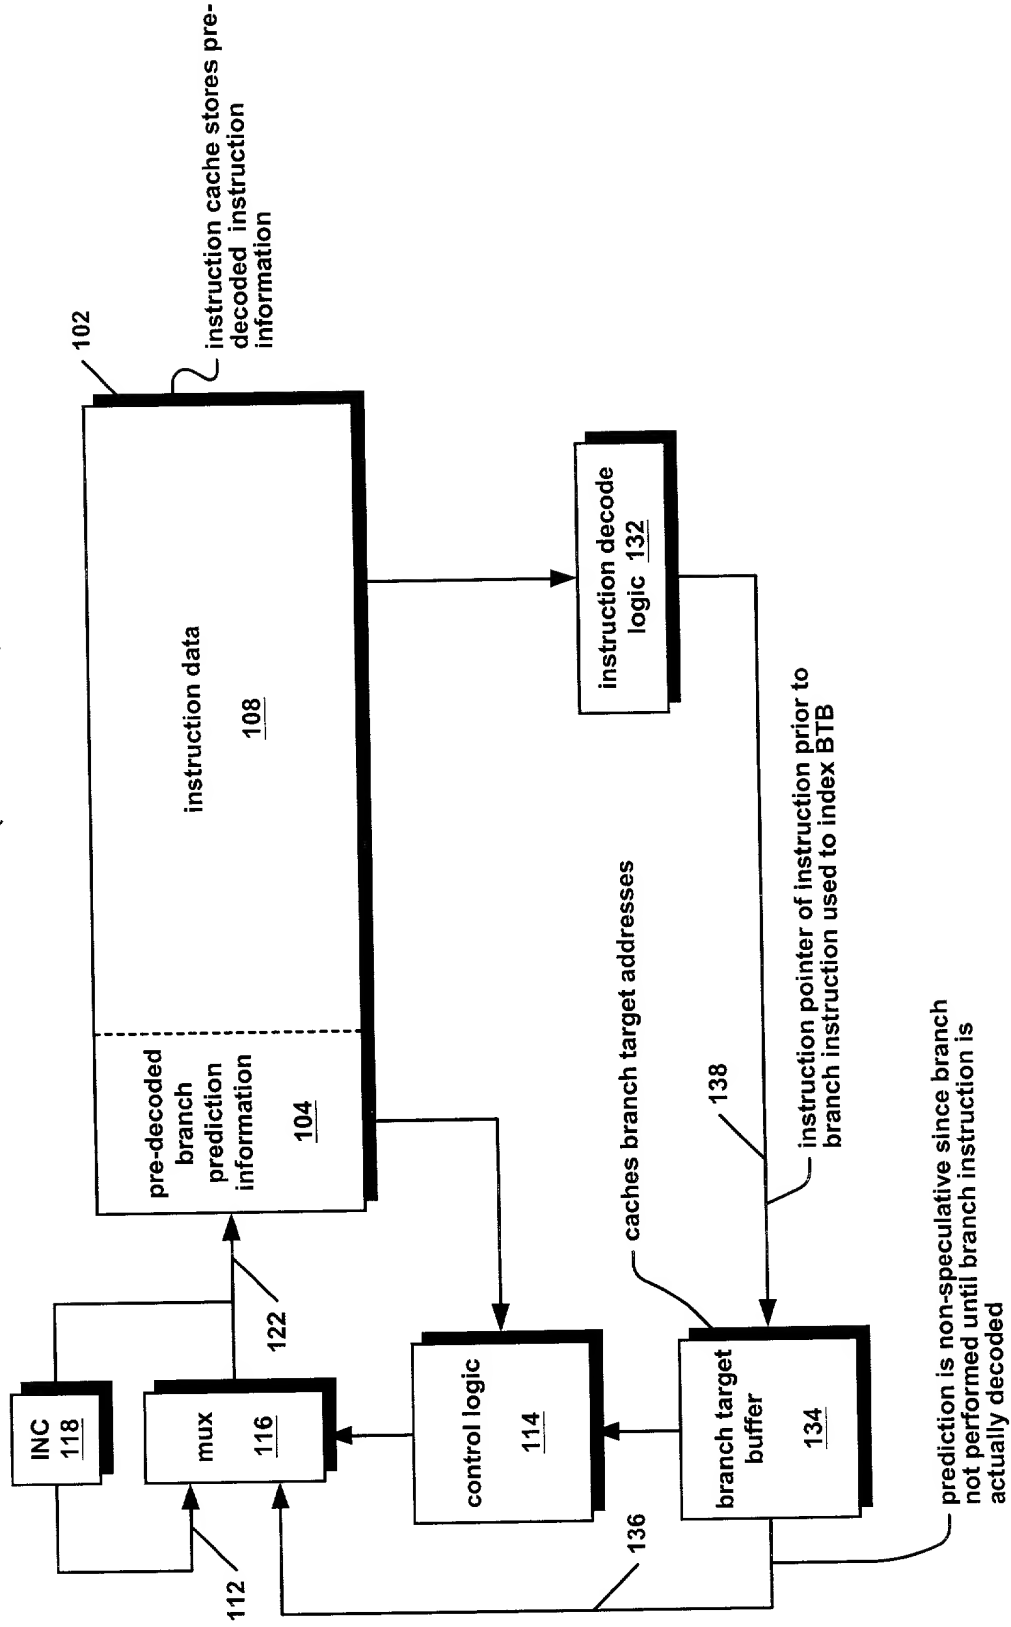 102
instruction cache stores pre-
decoded instruction
information
INC
118
112
mux
116
122
pre-decoded
branch
prediction
information
104
instruction data
108
control logic
114
instruction decode
logic 132
136
branch target
buffer
134
caches branch target addresses
138
instruction pointer of instruction prior to
branch instruction used to index BTB
prediction is non-speculative since branch
not performed until branch instruction is
actually decoded